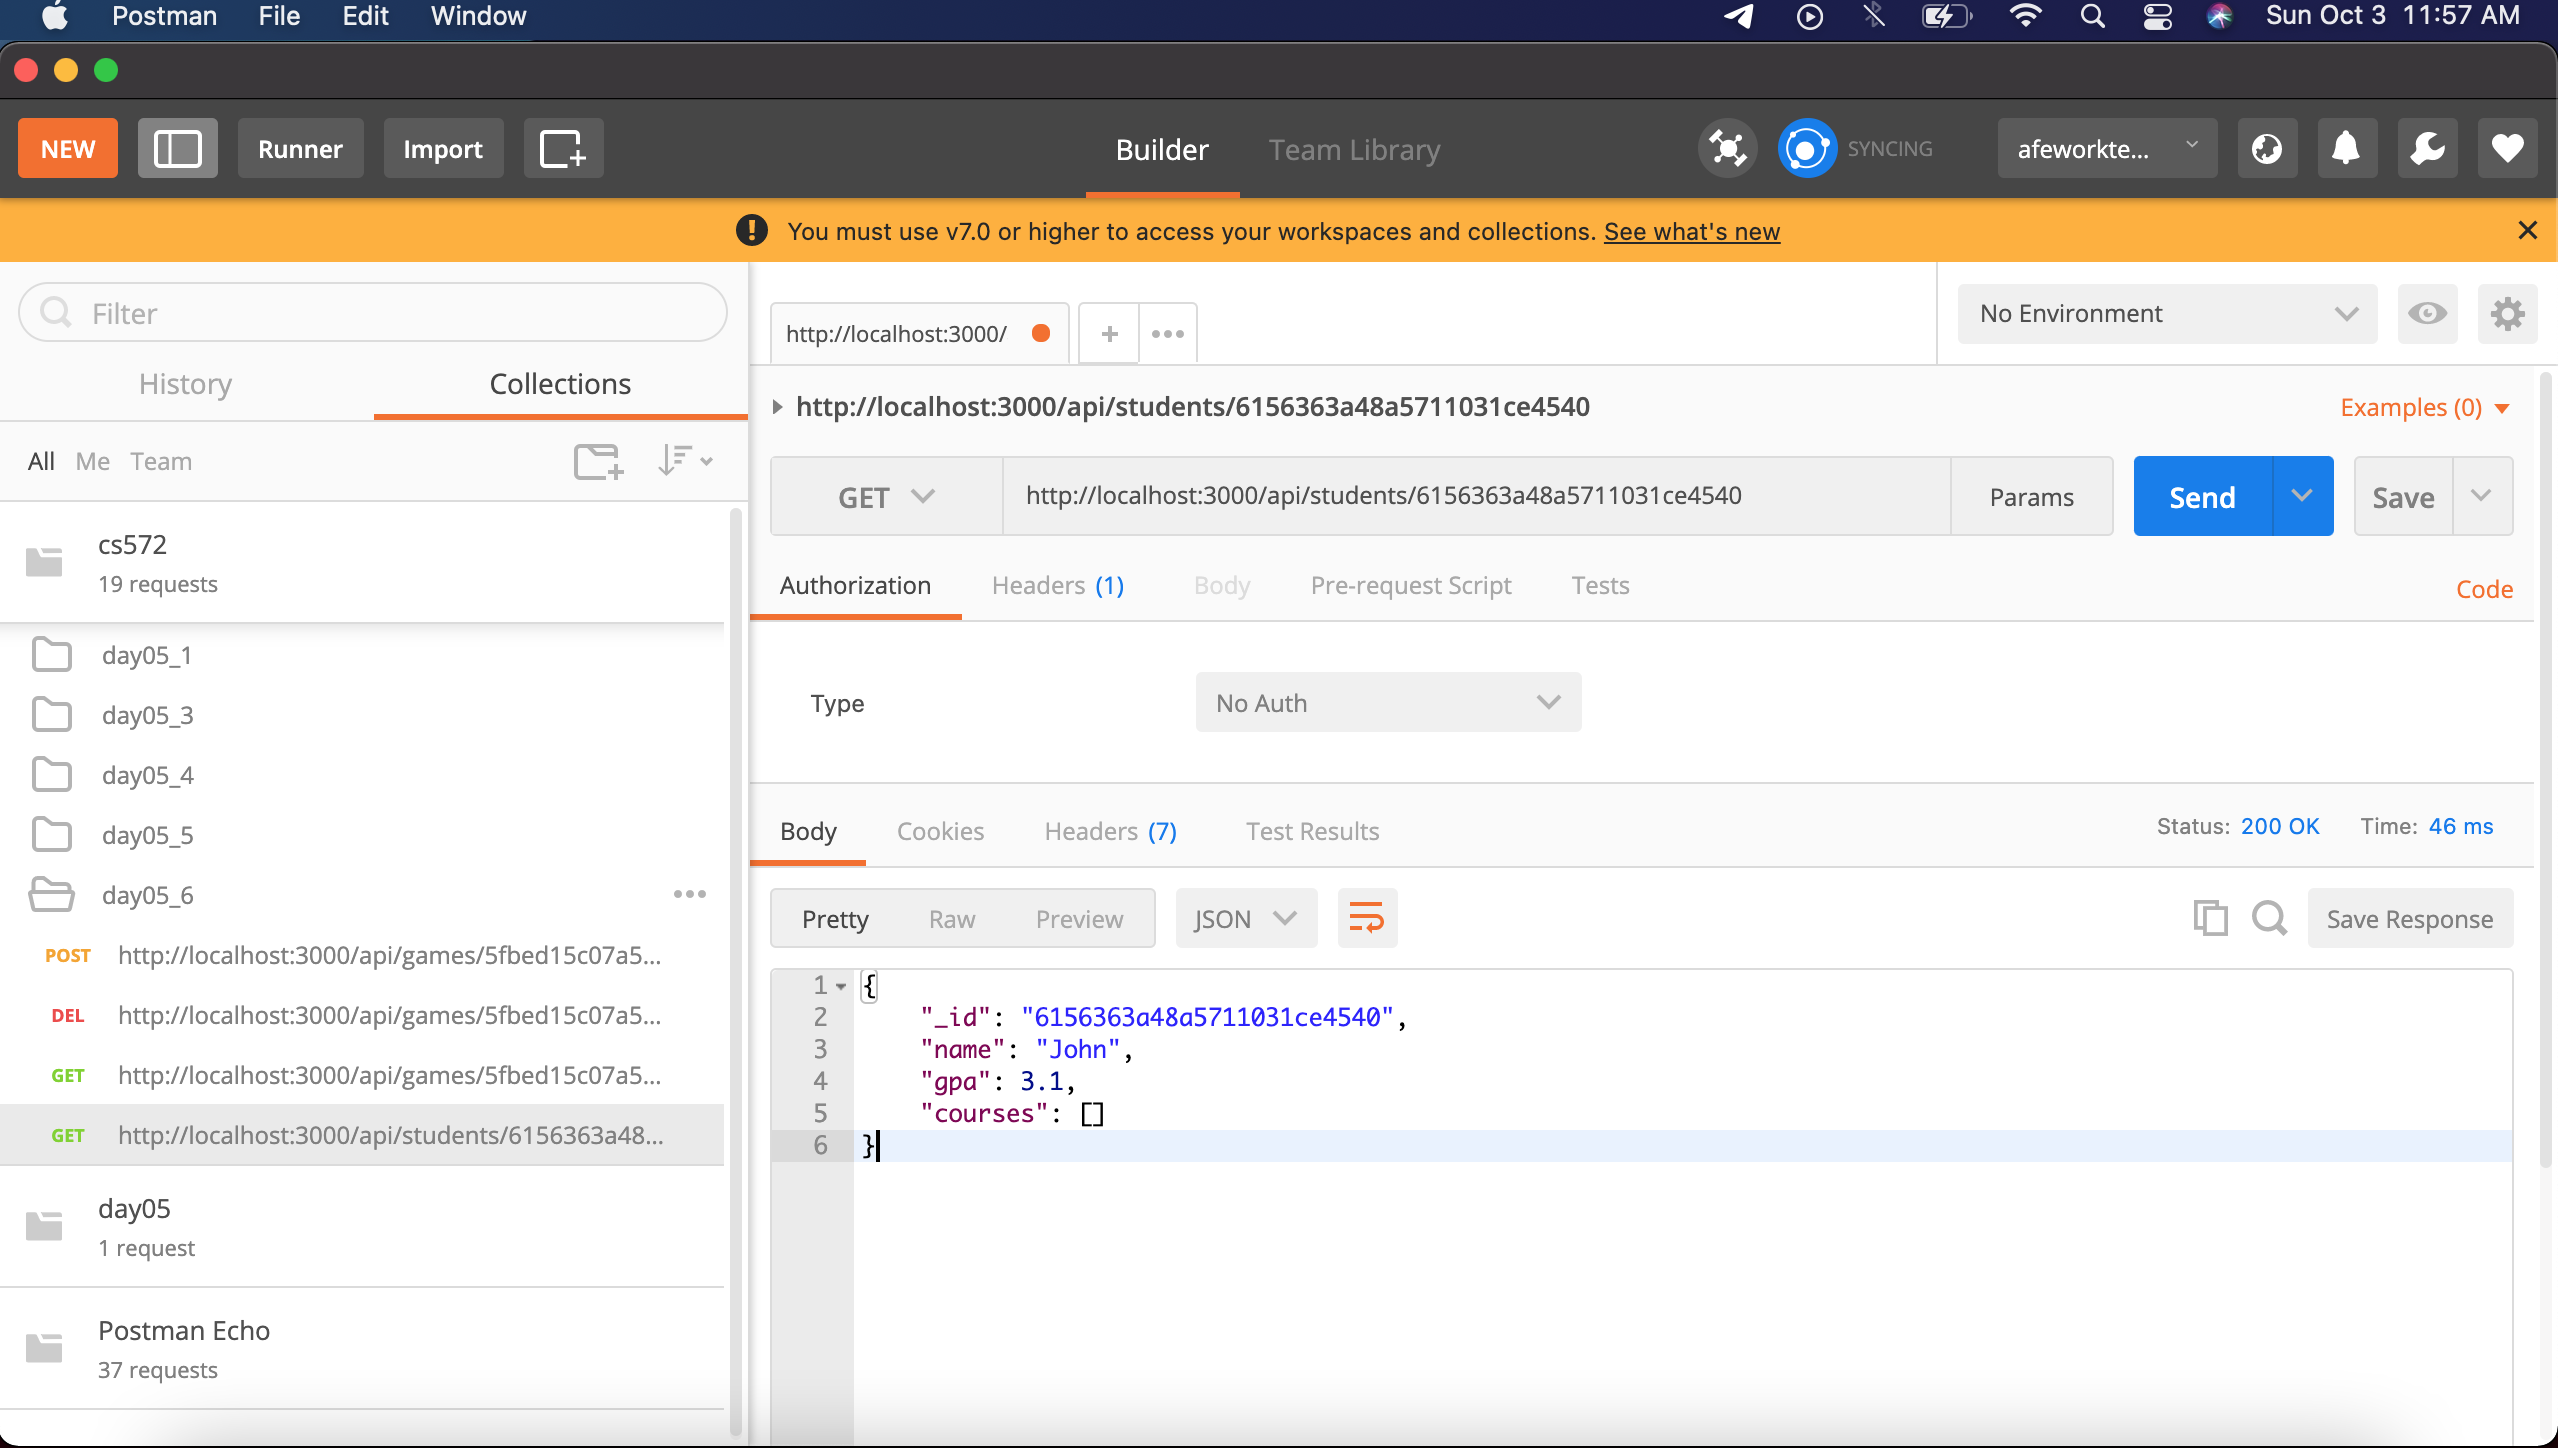 Postman File Edit Window Sun Oct 3 11:57 AM
NEW Runner Import Builder Team Library SYNCING afeworkte...
You must use v7.0 or higher to access your workspaces and collections. See what's new
Filter
History Collections
All Me Team
cs572
19 requests
day05_1
day05_3
day05_4
day05_5
day05_6
POST http://localhost:3000/api/games/5fbed15c07a5...
DEL http://localhost:3000/api/games/5fbed15c07a5...
GET http://localhost:3000/api/games/5fbed15c07a5...
GET http://localhost:3000/api/students/6156363a48...
day05
1 request
Postman Echo
37 requests
http://localhost:3000/
No Environment
http://localhost:3000/api/students/6156363a48a5711031ce4540
Examples (0)
GET http://localhost:3000/api/students/6156363a48a5711031ce4540 Params Send Save
Authorization Headers (1) Body Pre-request Script Tests Code
Type No Auth
Body Cookies Headers (7) Test Results Status: 200 OK Time: 46 ms
Pretty Raw Preview JSON Save Response
1 {
2 "_id": "6156363a48a5711031ce4540",
3 "name": "John",
4 "gpa": 3.1,
5 "courses": []
6 }